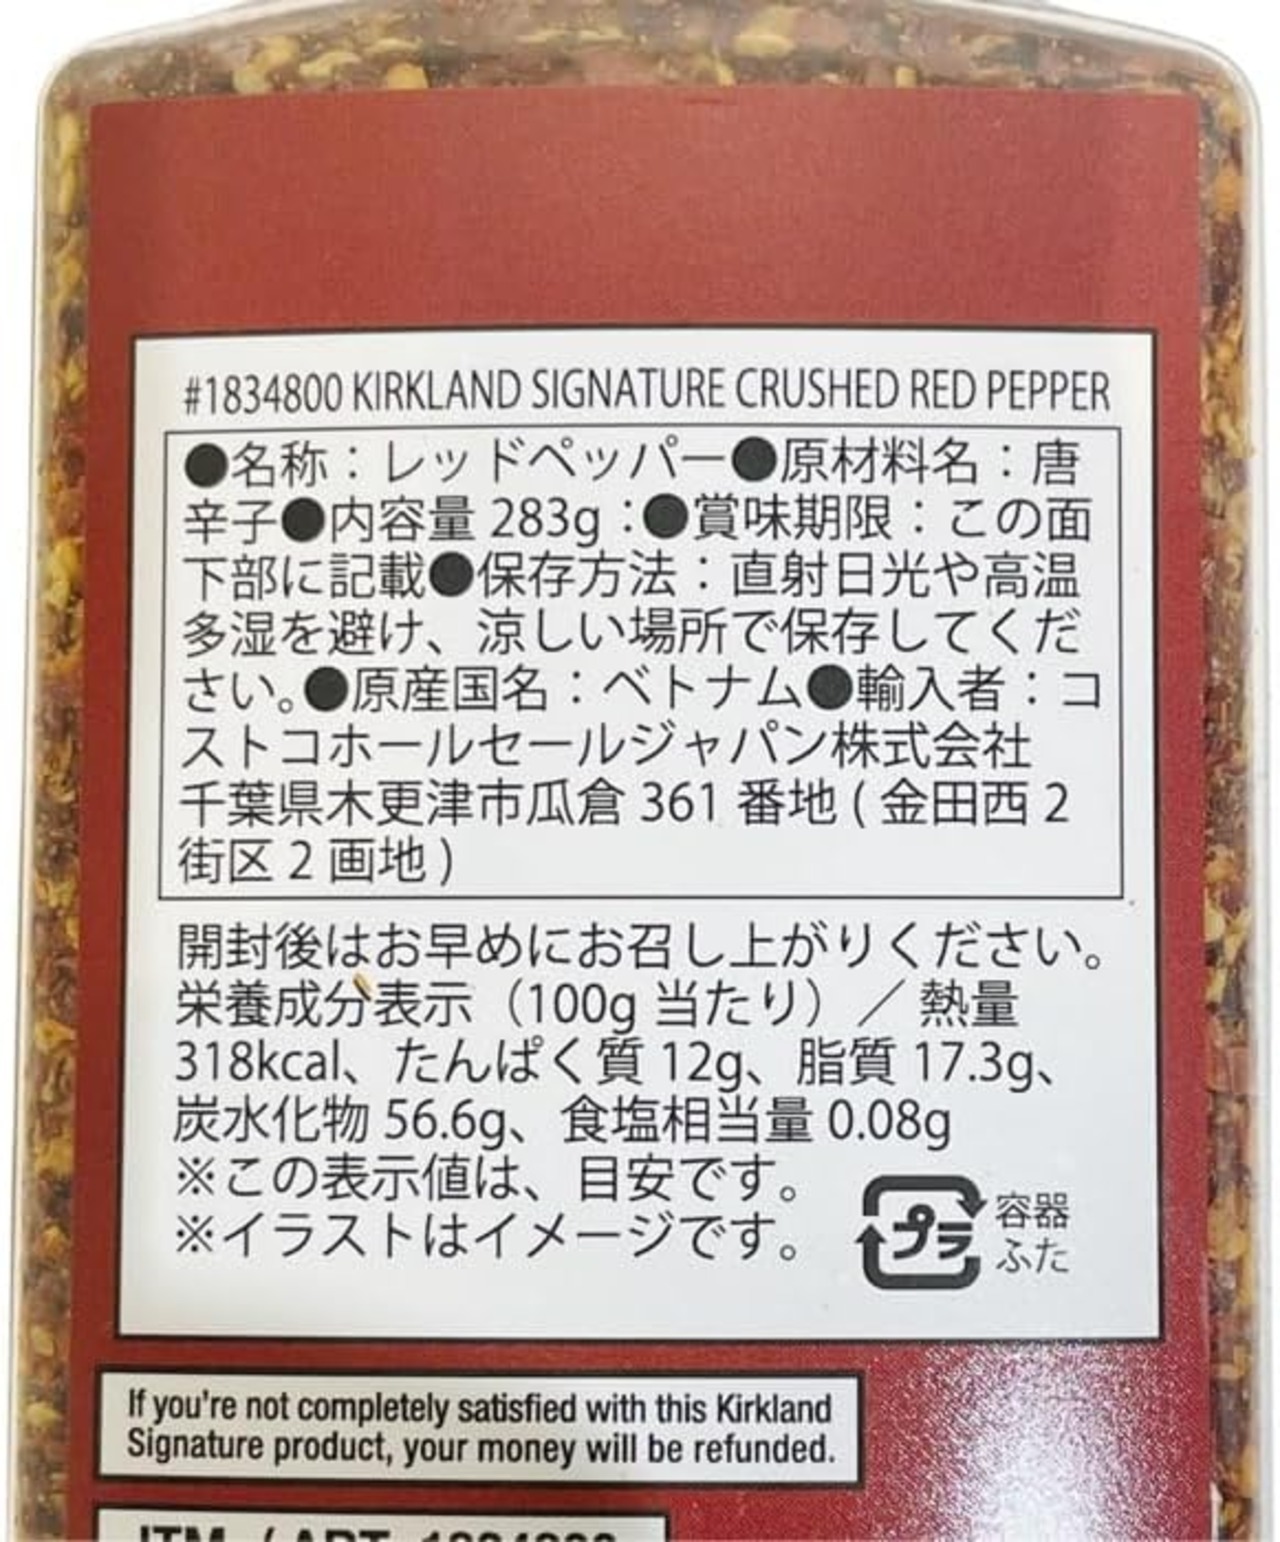 #1834800 KIRKLAND SIGNATURE CRUSHED RED PEPPER
●名称：レッドペッパー●原材料名：唐
辛子●内容量 283g：●賞味期限：この面
下部に記載●保存方法：直射日光や高温
多湿を避け、涼しい場所で保存してくだ
さい。●原産国名：ベトナム●輸入者：コ
ストコホールセールジャパン株式会社
千葉県木更津市瓜倉 361 番地 ( 金田西 2
街区 2 画地 )
開封後はお早めにお召し上がりください。
栄養成分表示（100g 当たり）／熱量
318kcal、たんぱく質 12g、脂質 17.3g、
炭水化物 56.6g、食塩相当量 0.08g
※この表示値は、目安です。
※イラストはイメージです。
プラ
容器
ふた
If you're not completely satisfied with this Kirkland
Signature product, your money will be refunded.
ITM. / ART.